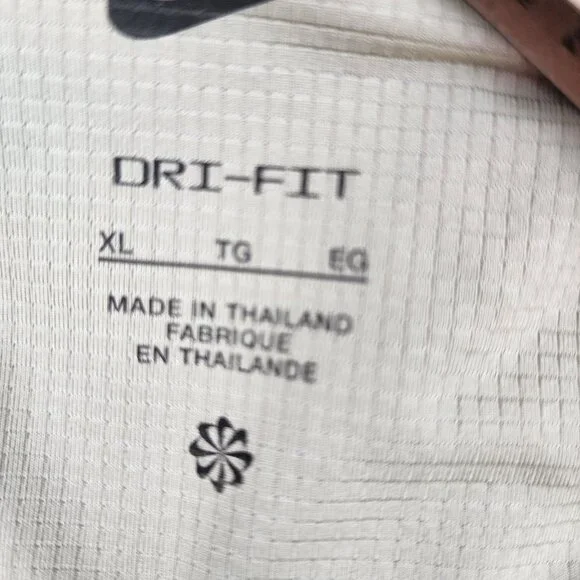 DRI-FIT
XL TG EG
MADE IN THAILAND
FABRIQUE
EN THAILANDE